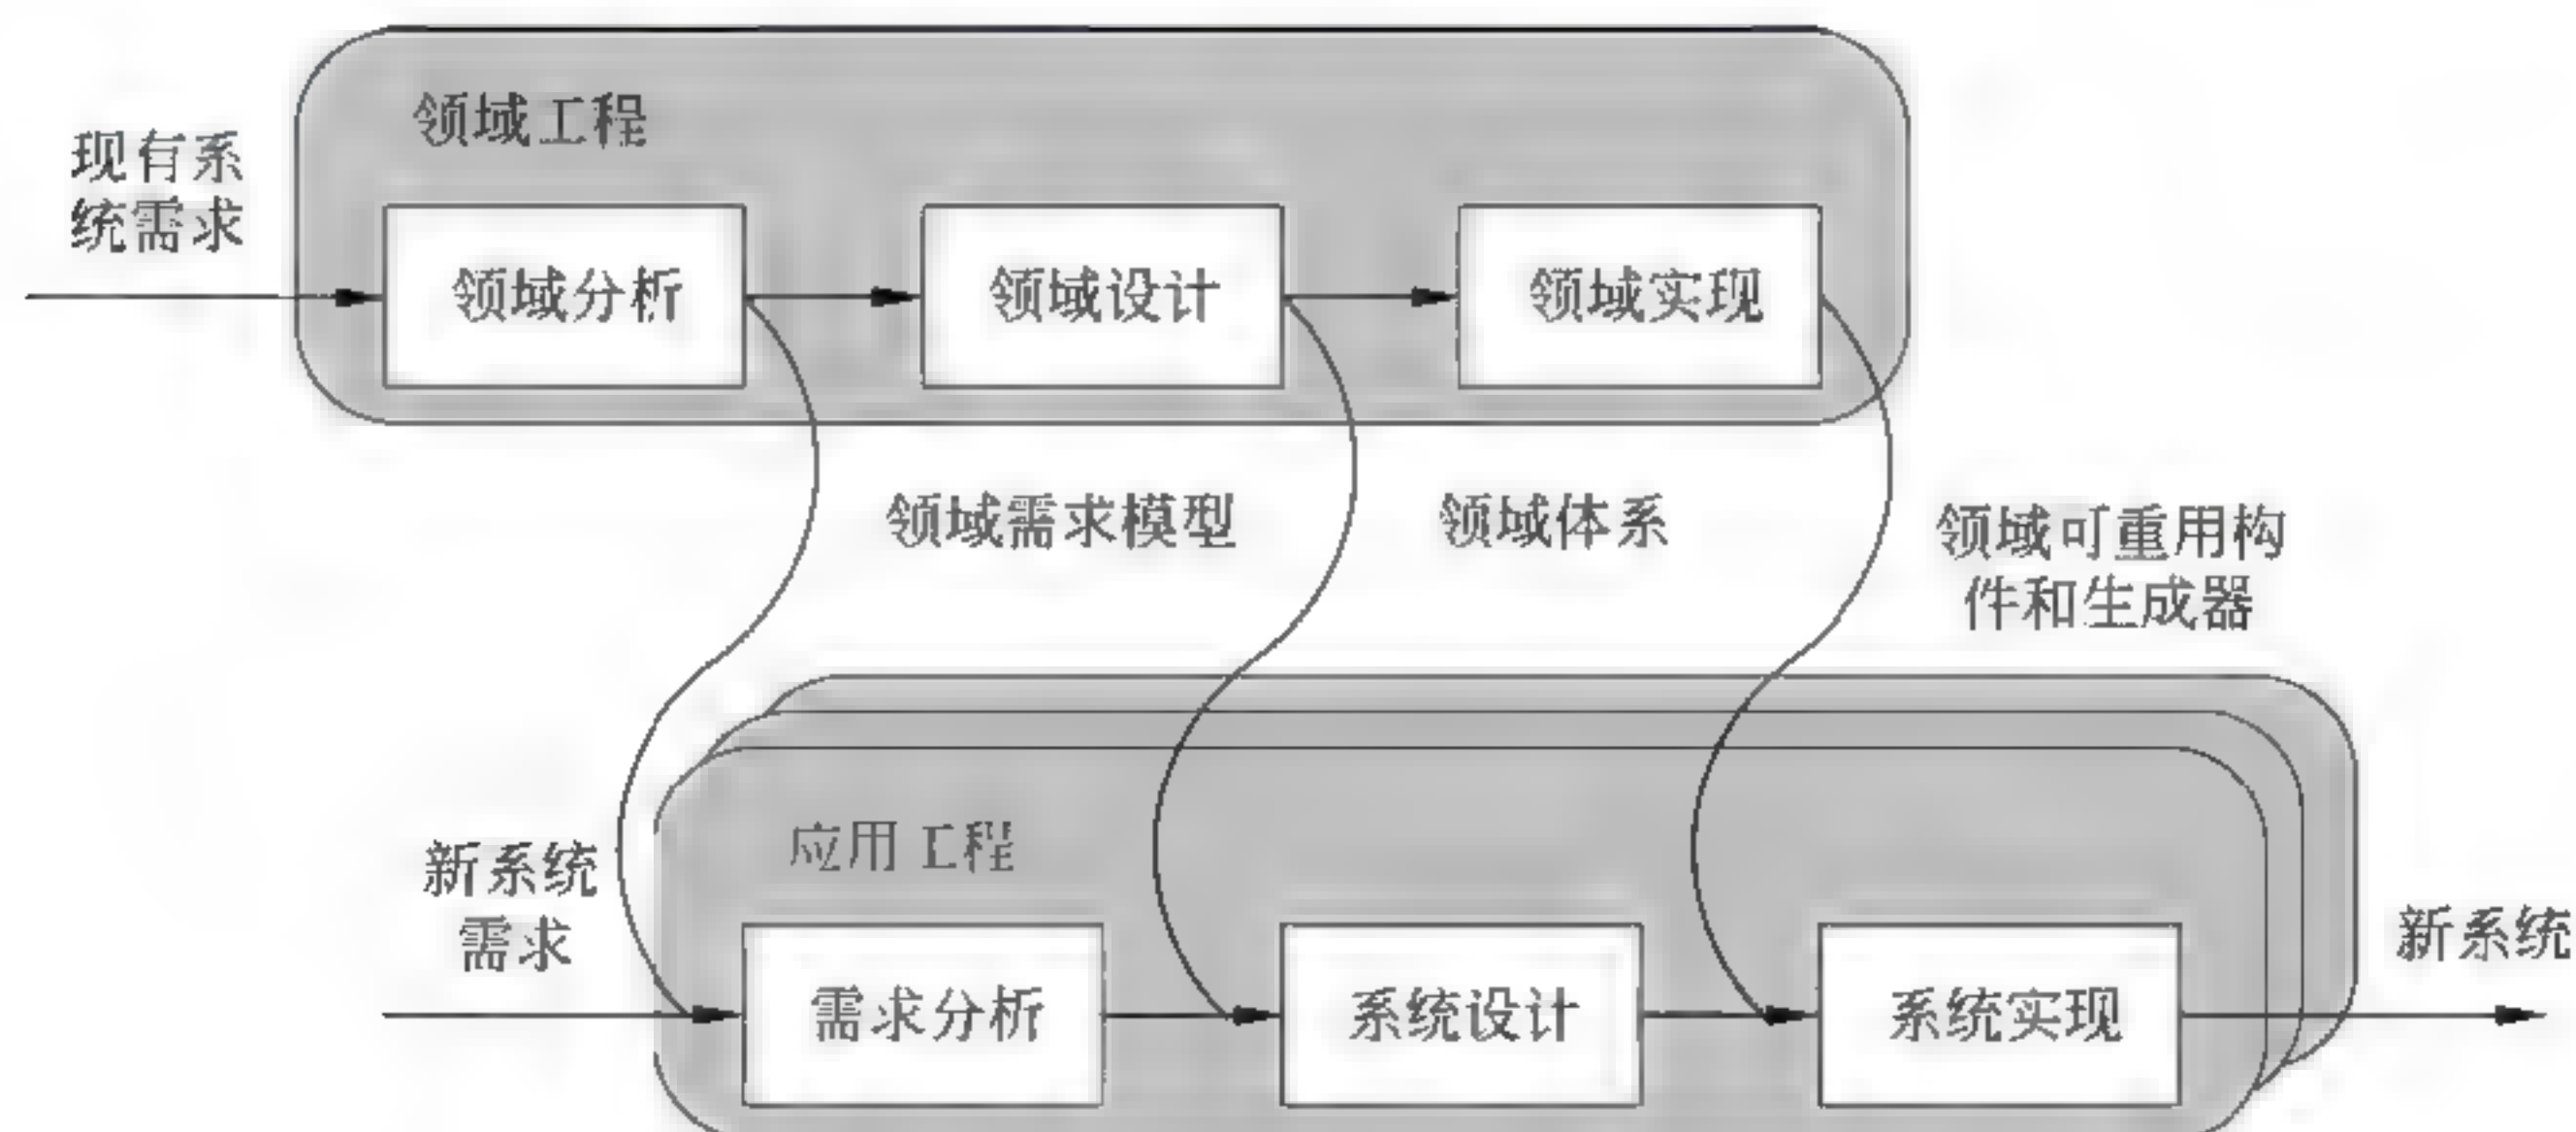 领域工程
现有系
统需求
领域分析
领域设计
领域实现
领域需求模型
领域体系
领域可重用构
件和生成器
应用工程
新系统
需求
需求分析
系统设计
系统实现
新系统